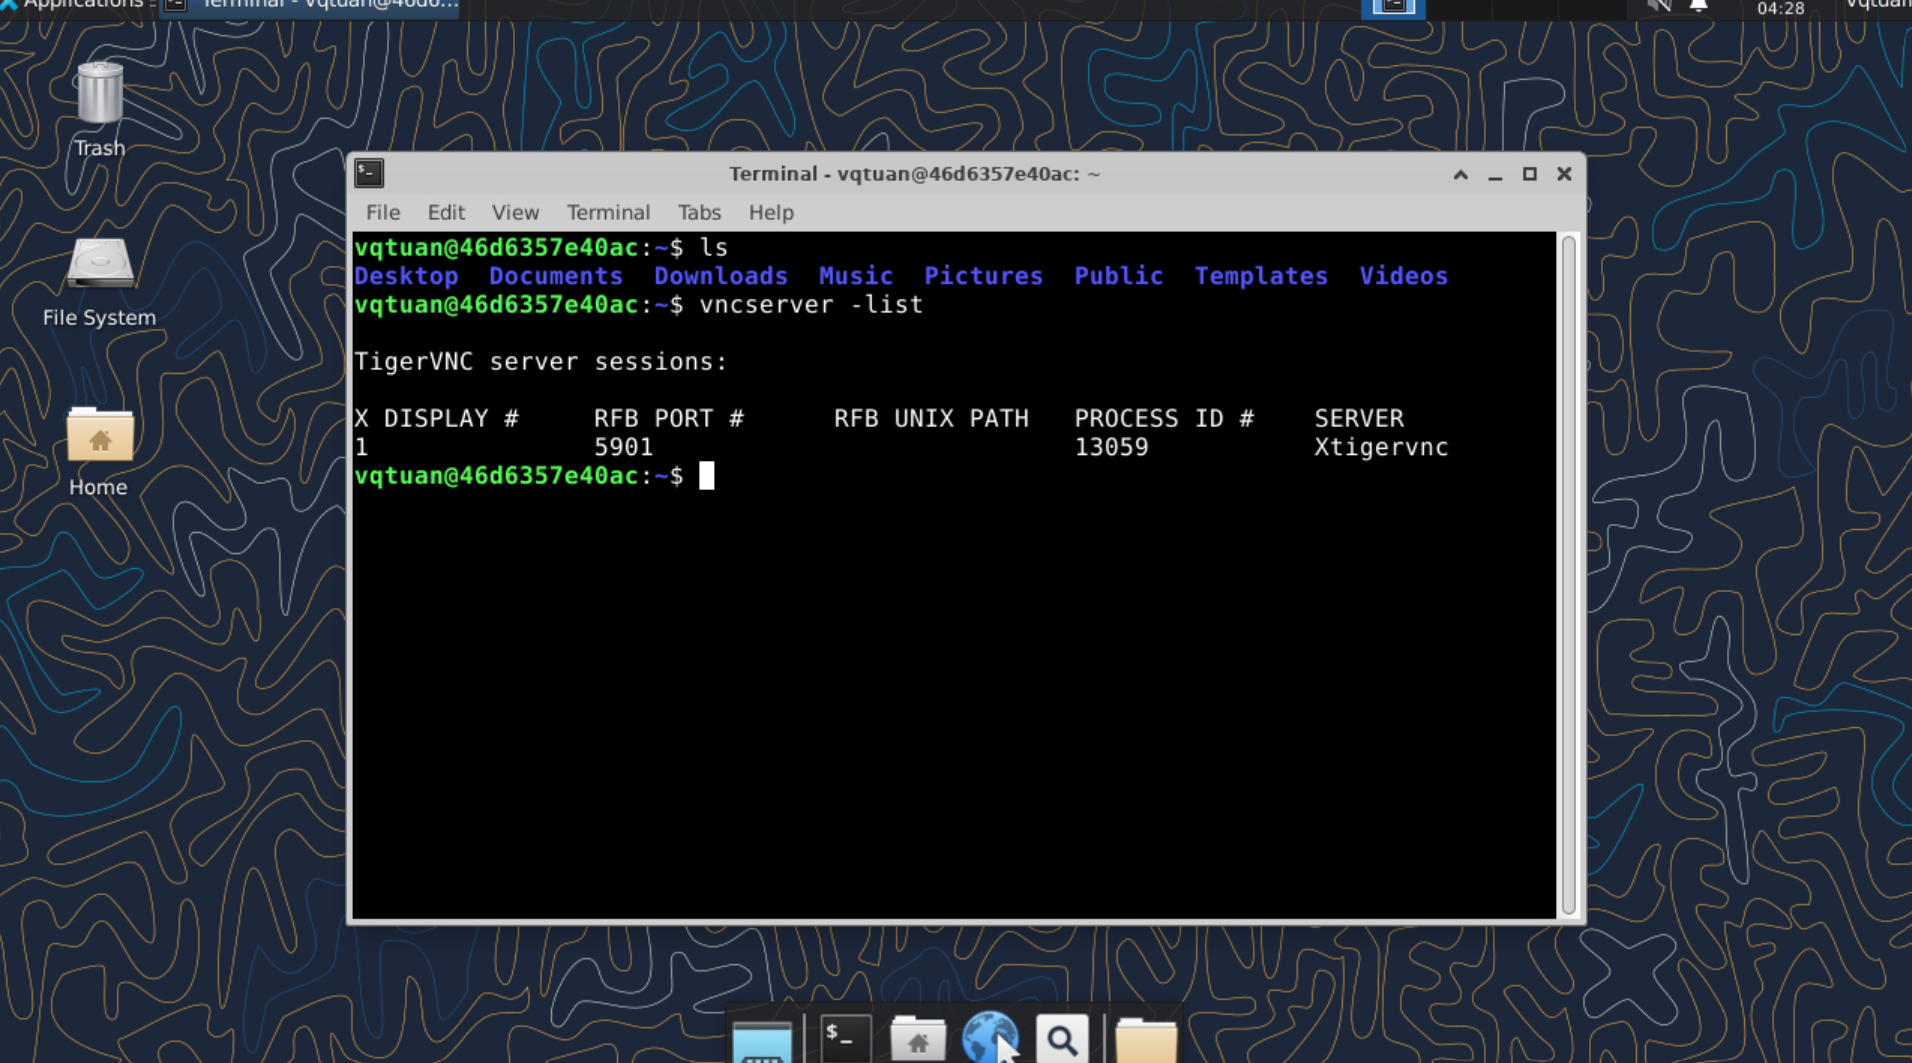 Applications
Terminal - vqtuan@46d6...
04:28
vqtuan
Trash
File System
Home
Terminal - vqtuan@46d6357e40ac: ~
File Edit View Terminal Tabs Help
vqtuan@46d6357e40ac:~$ ls
Desktop Documents Downloads Music Pictures Public Templates Videos
vqtuan@46d6357e40ac:~$ vncserver -list
TigerVNC server sessions:
X DISPLAY # RFB PORT # RFB UNIX PATH PROCESS ID # SERVER
1 5901 13059 Xtigervnc
vqtuan@46d6357e40ac:~$